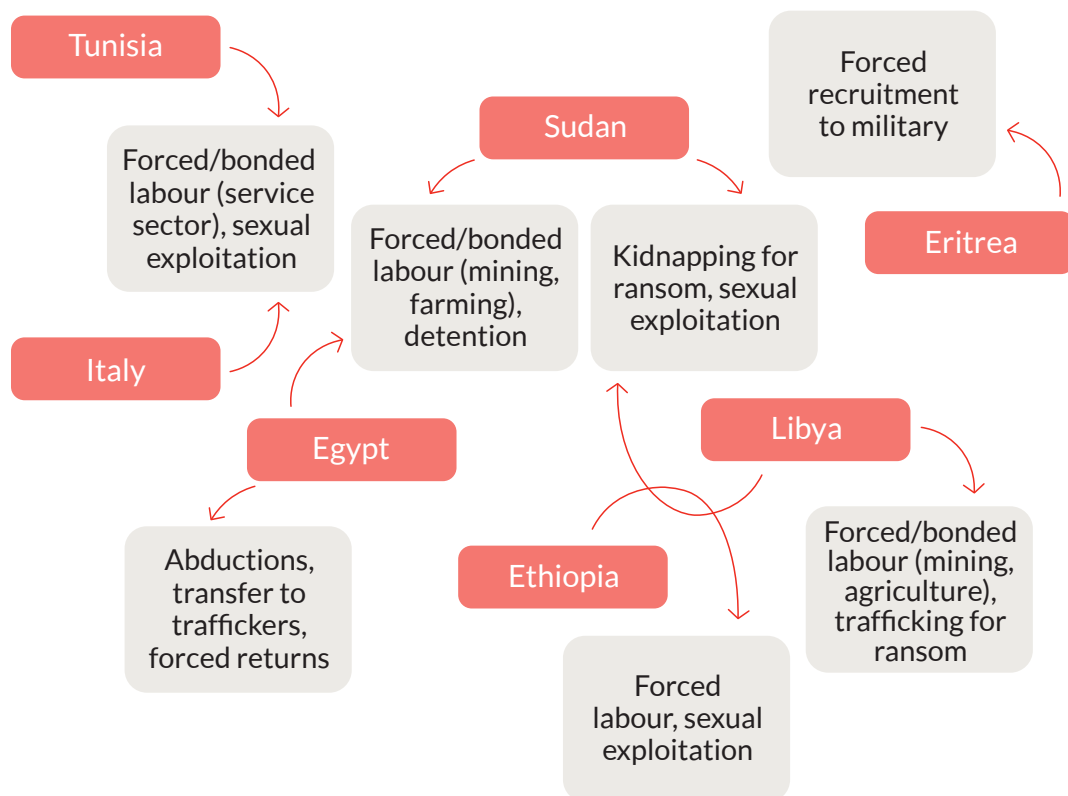 Tunisia
Forced/bonded
labour (service
sector), sexual
exploitation
Italy
Sudan
Forced/bonded
labour (mining,
farming),
detention
Kidnapping for
ransom, sexual
exploitation
Forced
recruitment
to military
Eritrea
Egypt
Abductions,
transfer to
traffickers,
forced returns
Libya
Forced/bonded
labour (mining,
agriculture),
trafficking for
ransom
Ethiopia
Forced
labour, sexual
exploitation